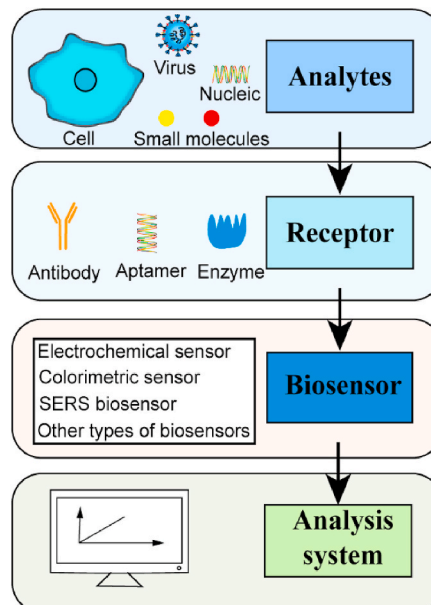 Virus
Nucleic
Cell
Small molecules
Analytes
Antibody
Aptamer
Enzyme
Receptor
Electrochemical sensor
Colorimetric sensor
SERS biosensor
Other types of biosensors
Biosensor
Analysis
system